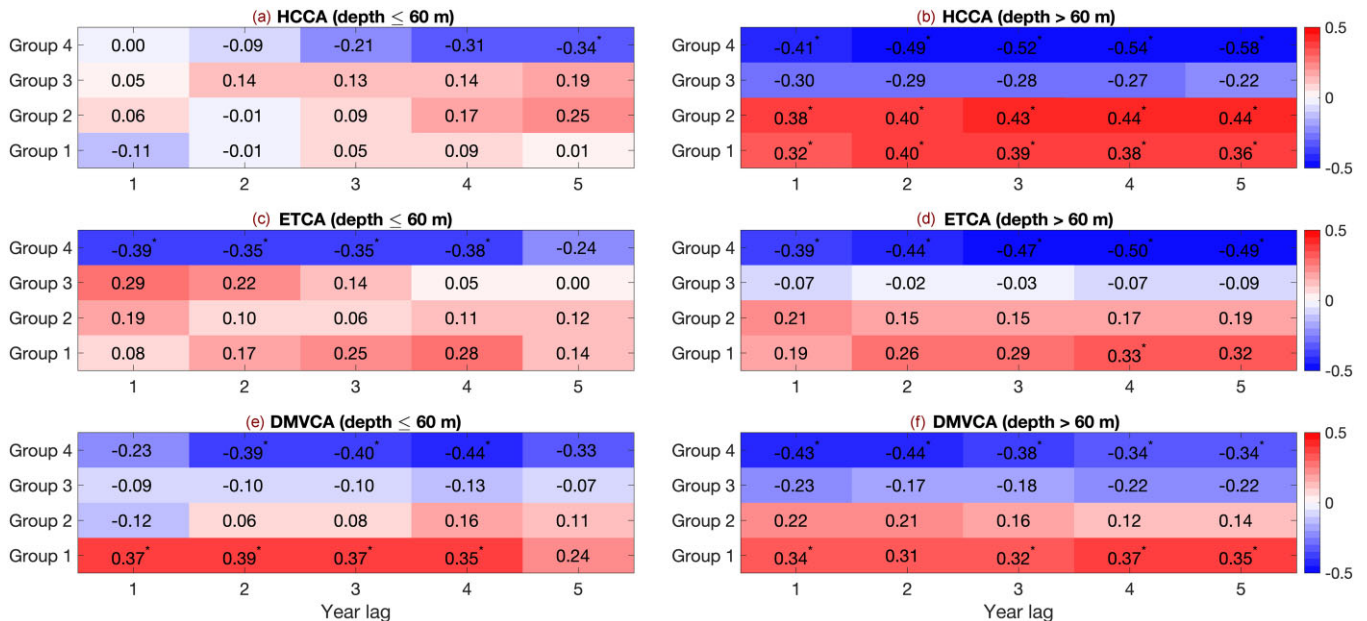 (a) HCCA (depth ≤ 60 m)
Group 4 0.00 -0.09 -0.21 -0.31 -0.34*
Group 3 0.05 0.14 0.13 0.14 0.19
Group 2 0.06 -0.01 0.09 0.17 0.25
Group 1 -0.11 -0.01 0.05 0.09 0.01
1 2 3 4 5
(b) HCCA (depth > 60 m)
Group 4 -0.41* -0.49* -0.52* -0.54* -0.58*
Group 3 -0.30 -0.29 -0.28 -0.27 -0.22
Group 2 0.38* 0.40* 0.43* 0.44* 0.44*
Group 1 0.32* 0.40* 0.39* 0.38* 0.36*
1 2 3 4 5
0.5
0
-0.5
(c) ETCA (depth ≤ 60 m)
Group 4 -0.39* -0.35* -0.35* -0.38* -0.24
Group 3 0.29 0.22 0.14 0.05 0.00
Group 2 0.19 0.10 0.06 0.11 0.12
Group 1 0.08 0.17 0.25 0.28 0.14
1 2 3 4 5
(d) ETCA (depth > 60 m)
Group 4 -0.39* -0.44* -0.47* -0.50* -0.49*
Group 3 -0.07 -0.02 -0.03 -0.07 -0.09
Group 2 0.21 0.15 0.15 0.17 0.19
Group 1 0.19 0.26 0.29 0.33* 0.32
1 2 3 4 5
0.5
0
-0.5
(e) DMVCA (depth ≤ 60 m)
Group 4 -0.23 -0.39* -0.40* -0.44* -0.33
Group 3 -0.09 -0.10 -0.10 -0.13 -0.07
Group 2 -0.12 0.06 0.08 0.16 0.11
Group 1 0.37* 0.39* 0.37* 0.35* 0.24
1 2 3 4 5
Year lag
(f) DMVCA (depth > 60 m)
Group 4 -0.43* -0.44* -0.38* -0.34* -0.34*
Group 3 -0.23 -0.17 -0.18 -0.22 -0.22
Group 2 0.22 0.21 0.16 0.12 0.14
Group 1 0.34* 0.31 0.32* 0.37* 0.35*
1 2 3 4 5
Year lag
0.5
0
-0.5